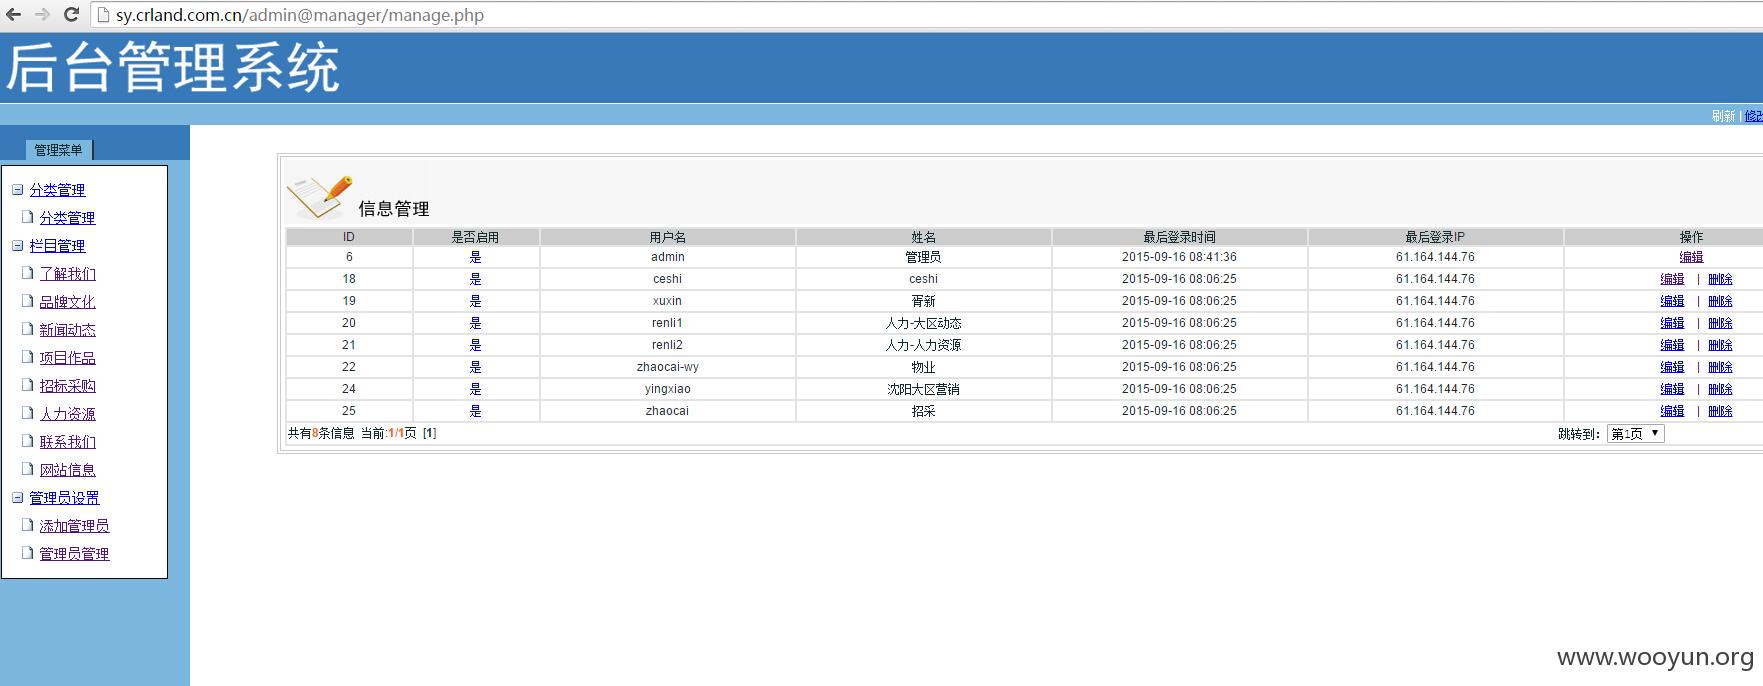 sy.crland.com.cn/admin@manager/manage.php
后台管理系统
刷新 |
管理菜单
分类管理
分类管理
栏目管理
了解我们
品牌文化
新闻动态
项目作品
招标采购
人力资源
联系我们
网站信息
管理员设置
添加管理员
管理员管理
信息管理
ID 是否启用 用户名 姓名 最后登录时间 最后登录IP 操作
6 是 admin 管理员 2015-09-16 08:41:36 61.164.144.76 编辑
18 是 ceshi ceshi 2015-09-16 08:06:25 61.164.144.76 编辑 | 删除
19 是 xuxin 胥新 2015-09-16 08:06:25 61.164.144.76 编辑 | 删除
20 是 renli1 人力-大区动态 2015-09-16 08:06:25 61.164.144.76 编辑 | 删除
21 是 renli2 人力-人力资源 2015-09-16 08:06:25 61.164.144.76 编辑 | 删除
22 是 zhaocai-wy 物业 2015-09-16 08:06:25 61.164.144.76 编辑 | 删除
24 是 yingxiao 沈阳大区营销 2015-09-16 08:06:25 61.164.144.76 编辑 | 删除
25 是 zhaocai 招采 2015-09-16 08:06:25 61.164.144.76 编辑 | 删除
共有8条信息 当前:1/1页 [1] 跳转到： 第1页
www.wooyun.org